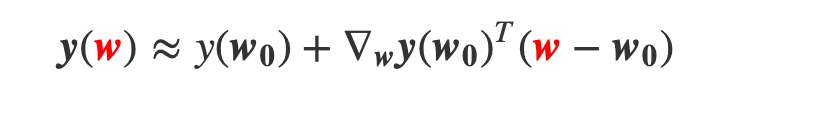 y(w) ≈ y(w₀) + ∇_w y(w₀)ᵀ(w − w₀)